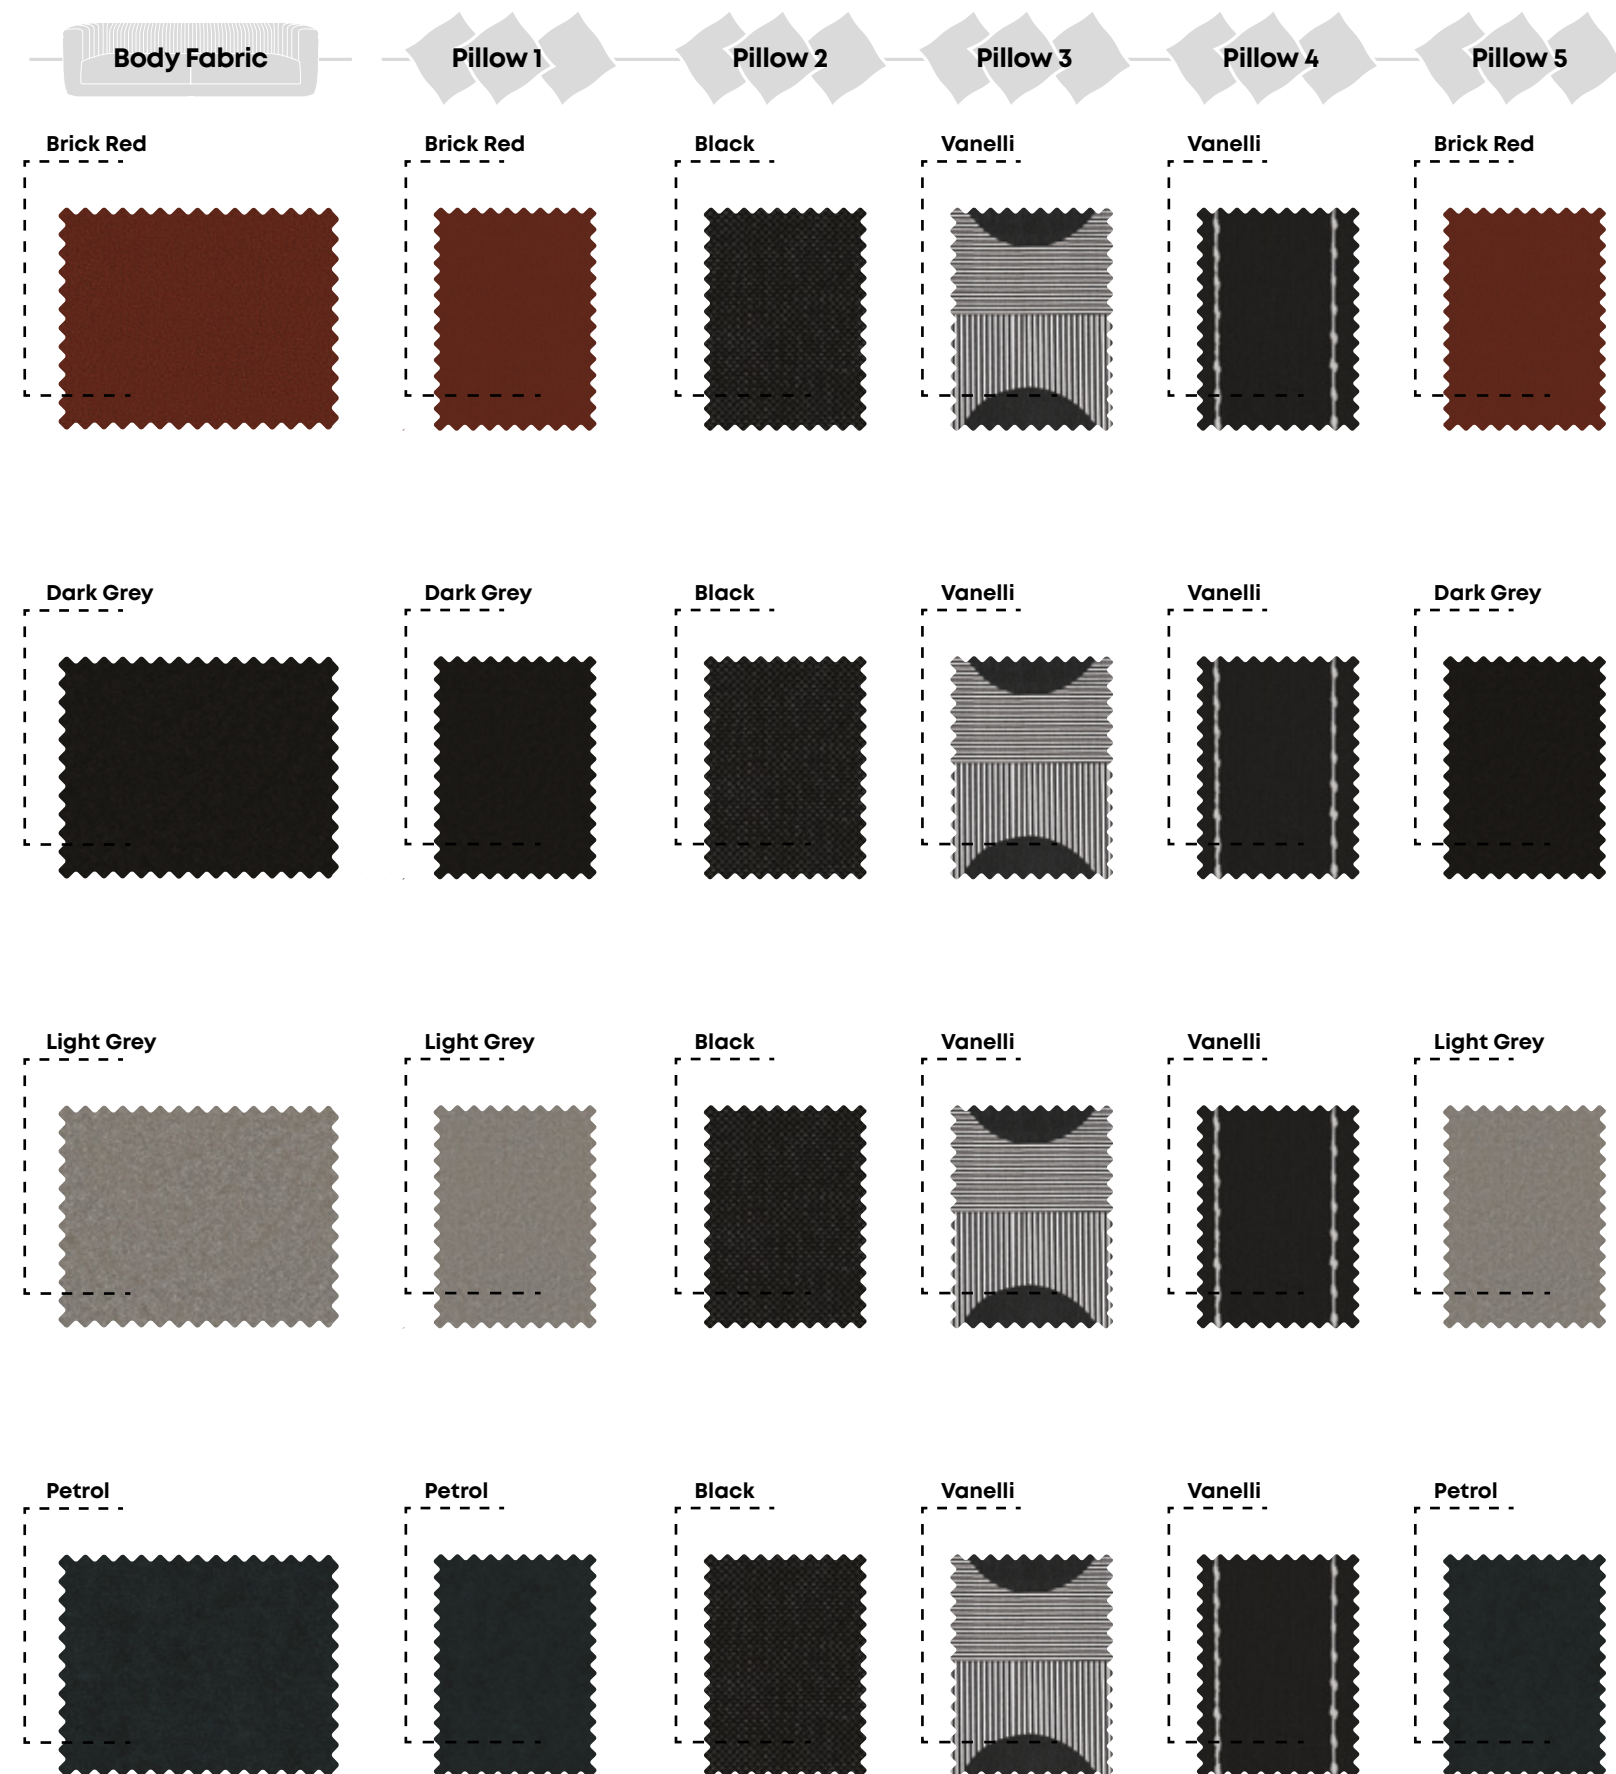 Body Fabric Pillow 1 Pillow 2 Pillow 3 Pillow 4 Pillow 5
Brick Red Brick Red Black Vanelli Vanelli Brick Red
Dark Grey Dark Grey Black Vanelli Vanelli Dark Grey
Light Grey Light Grey Black Vanelli Vanelli Light Grey
Petrol Petrol Black Vanelli Vanelli Petrol